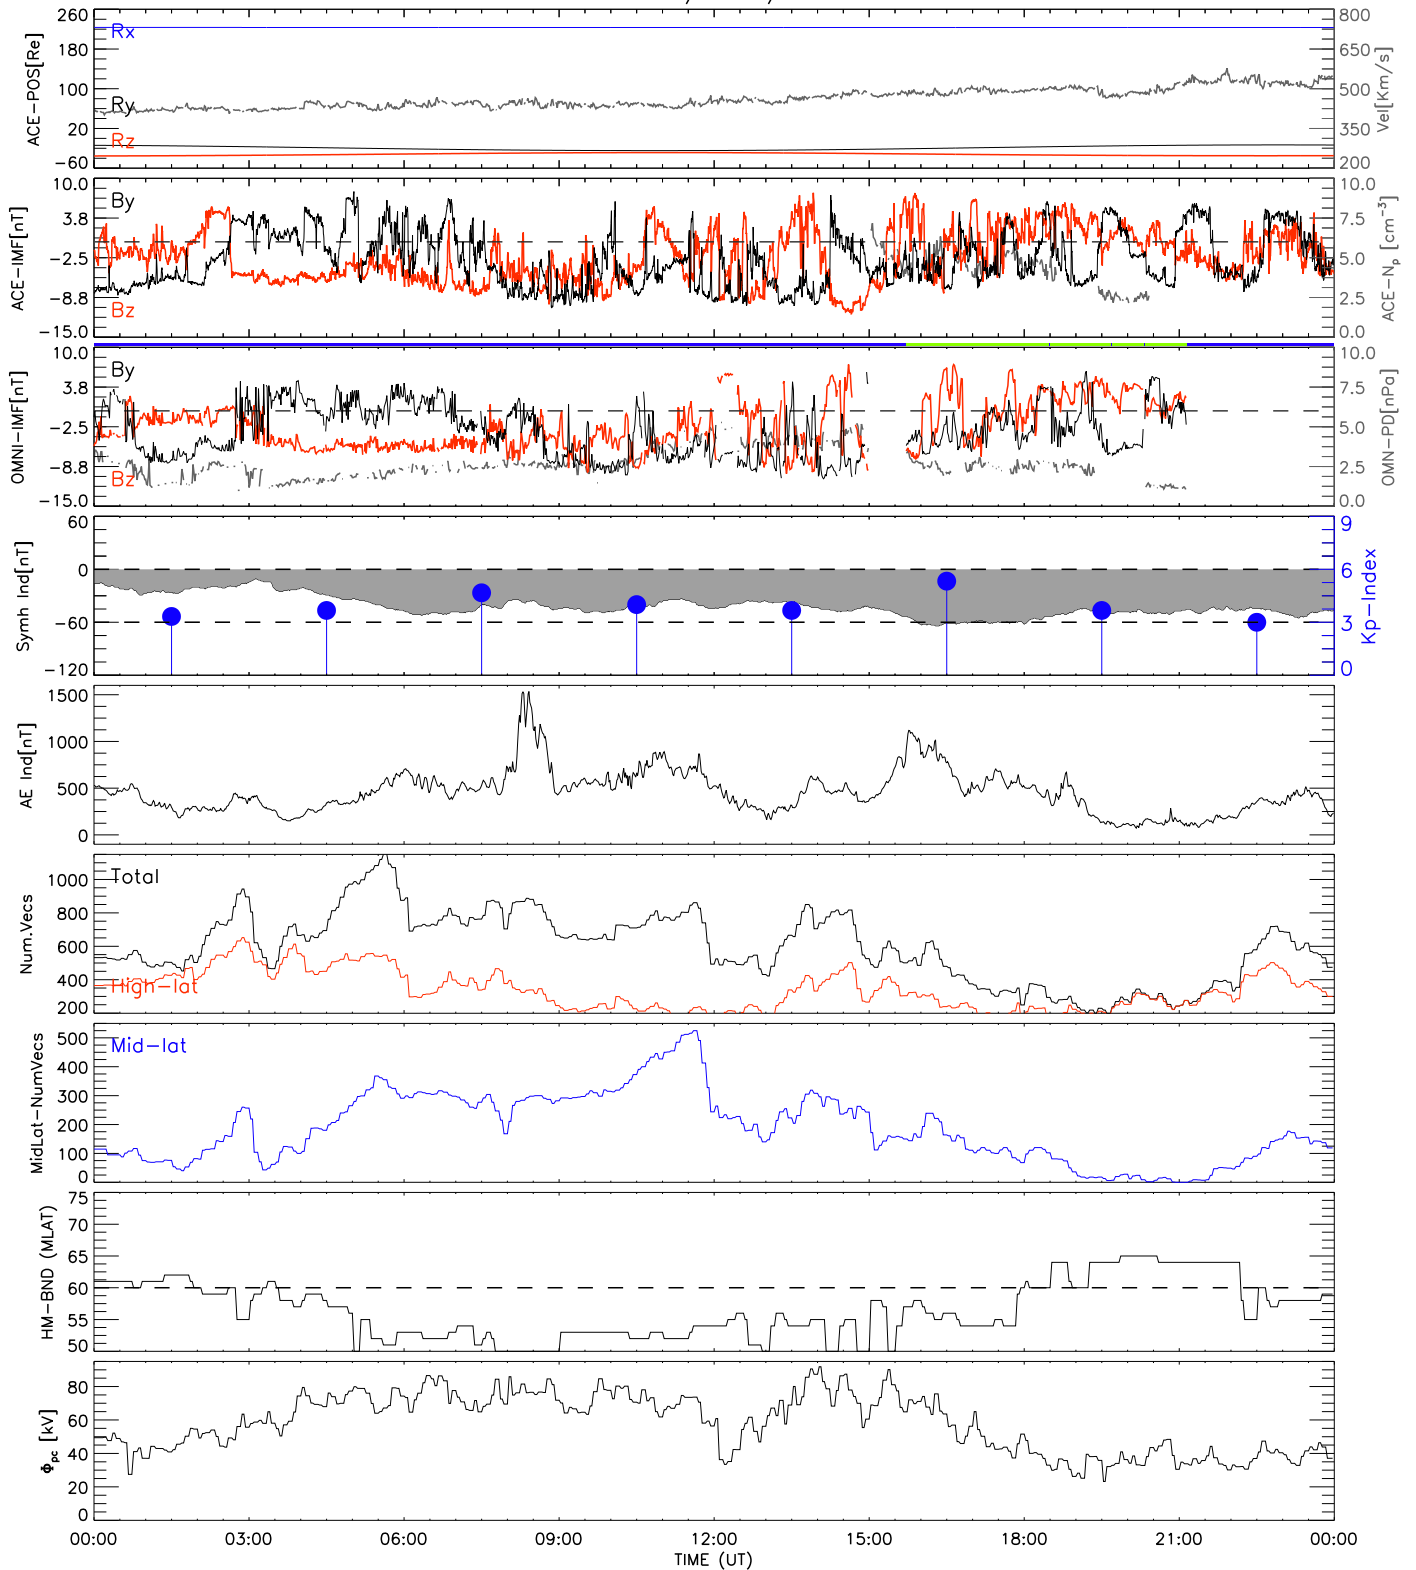 260
180
100
20
-60
ACE-POS[Re]
Rx
Ry
Rz
800
650
500
350
200
Vel[Km/s]
10.0
3.8
-2.5
-8.8
-15.0
ACE-IMF[nT]
By
Bz
10.0
7.5
5.0
2.5
0.0
ACE-Np [cm-3]
10.0
3.8
-2.5
-8.8
-15.0
OMNI-IMF[nT]
By
Bz
10.0
7.5
5.0
2.5
0.0
OMN-PD[nPa]
60
0
-60
-120
Symh Ind[nT]
9
6
3
0
Kp-Index
1500
1000
500
0
AE Ind[nT]
1000
800
600
400
200
Num.Vecs
Total
High-lat
500
400
300
200
100
0
MidLat-NumVecs
Mid-lat
75
70
65
60
55
50
HM-BND (MLAT)
80
60
40
20
0
Φpc [kV]
00:00 03:00 06:00 09:00 12:00 15:00 18:00 21:00 00:00
TIME (UT)